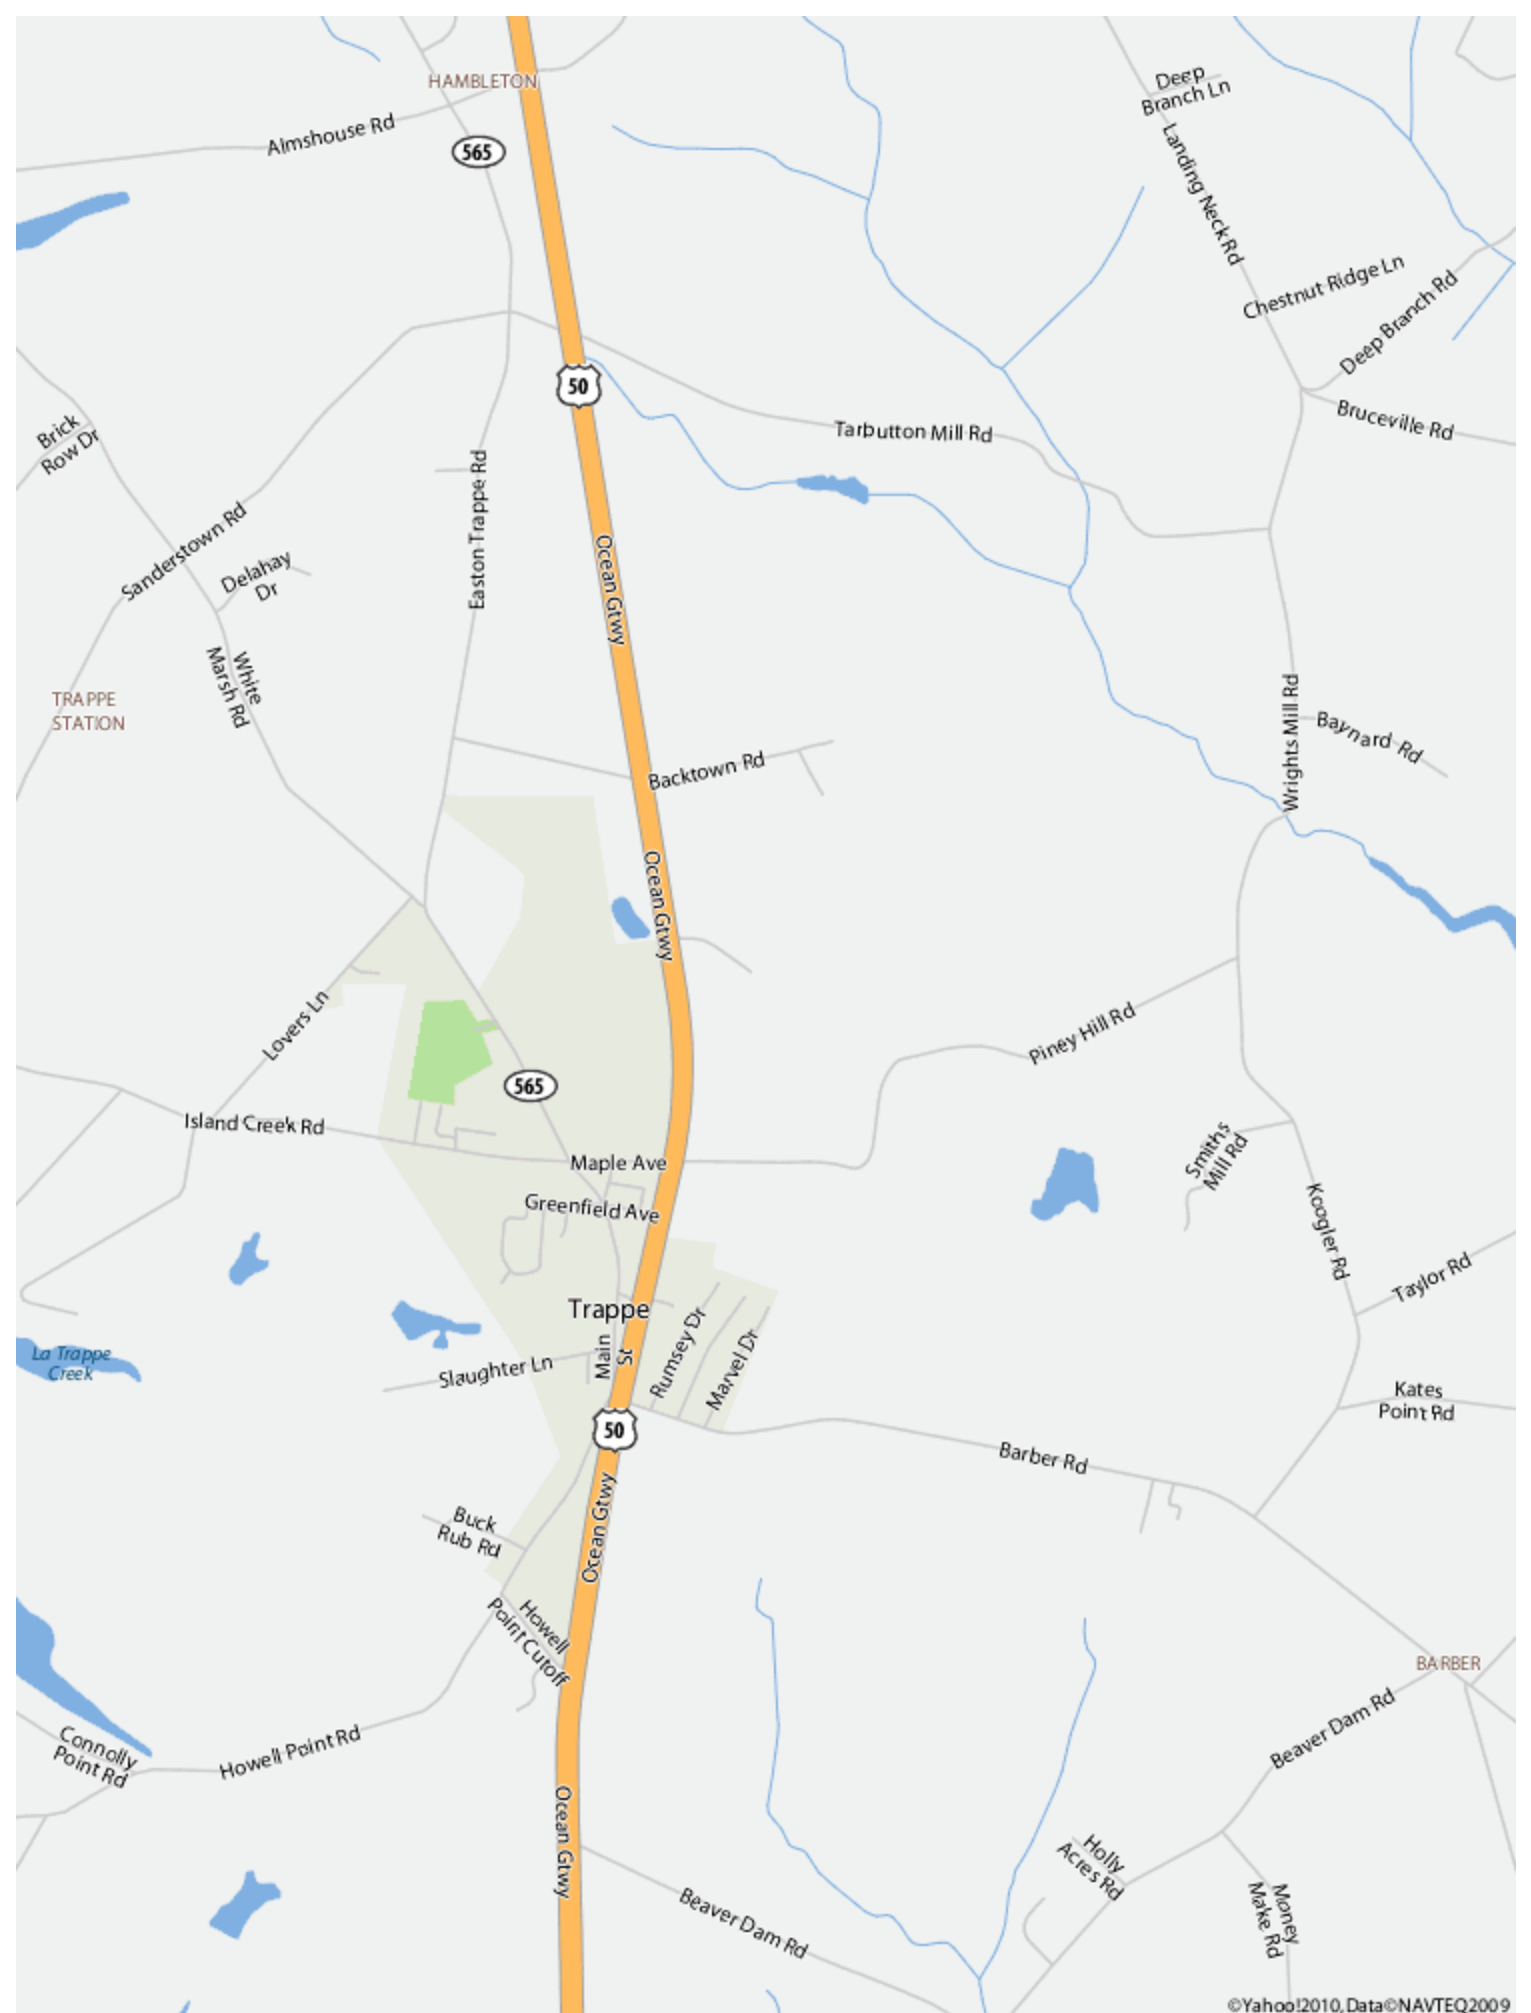 HAMBLETON
Deep
Branch Ln
Almshouse Rd
565
Landing Neck Rd
Chestnut Ridge Ln
Deep Branch Rd
50
Bruceville Rd
Brick
Row Dr
Tarbutton Mill Rd
Easton Trappe Rd
Sanderstown Rd
Ocean Gtwy
Delahay
Dr
White
Marsh Rd
TRAPPE
STATION
Wrights Mill Rd
Baynard Rd
Backtown Rd
Ocean Gtwy
Lovers Ln
Piney Hill Rd
565
Island Creek Rd
Smiths
Mill Rd
Maple Ave
Greenfield Ave
Koogler Rd
Taylor Rd
Trappe
La Trappe
Creek
Main
St
Rumsey Dr
Marvel Dr
Slaughter Ln
Kates
Point Rd
50
Barber Rd
Ocean Gtwy
Buck
Rub Rd
Howell
Point Cutoff
BARBER
Beaver Dam Rd
Connolly
Point Rd
Howell Point Rd
Ocean Gtwy
Holly
Acres Rd
Money
Make Rd
Beaver Dam Rd
©Yahoo!2010, Data©NAVTEQ2009